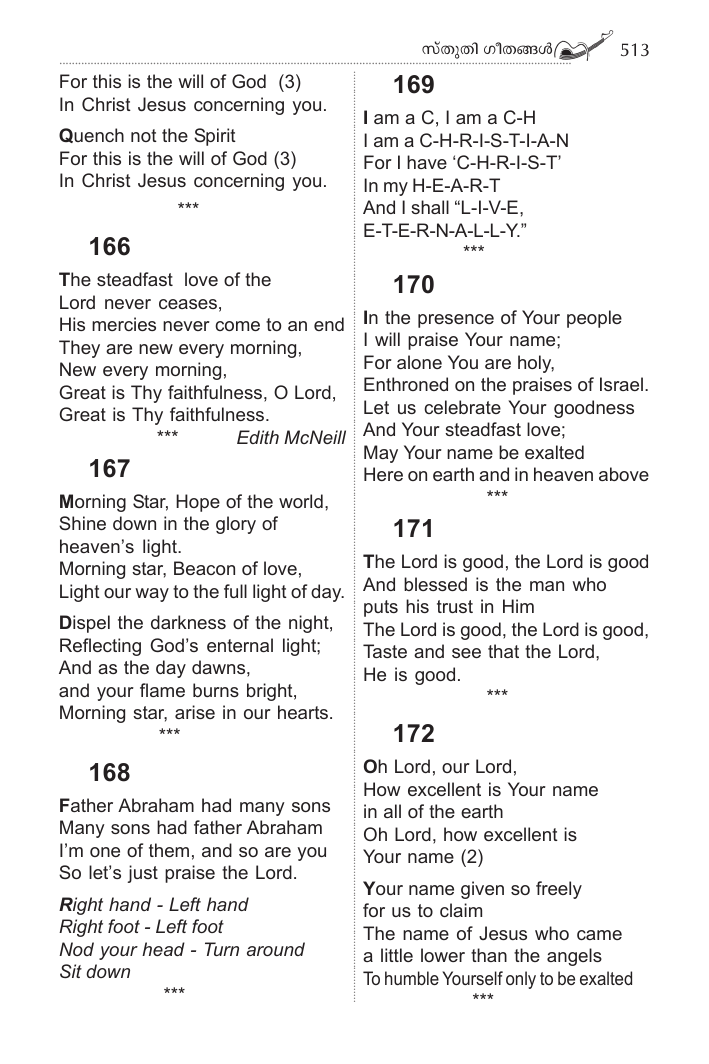 സ്തുതി ഗീതങ്ങൾ 513
For this is the will of God (3)
In Christ Jesus concerning you.
Quench not the Spirit
For this is the will of God (3)
In Christ Jesus concerning you.
***
166
The steadfast love of the
Lord never ceases,
His mercies never come to an end
They are new every morning,
New every morning,
Great is Thy faithfulness, O Lord,
Great is Thy faithfulness.
*** Edith McNeill
167
Morning Star, Hope of the world,
Shine down in the glory of
heaven's light.
Morning star, Beacon of love,
Light our way to the full light of day.
Dispel the darkness of the night,
Reflecting God's enternal light;
And as the day dawns,
and your flame burns bright,
Morning star, arise in our hearts.
***
168
Father Abraham had many sons
Many sons had father Abraham
I'm one of them, and so are you
So let's just praise the Lord.
Right hand - Left hand
Right foot - Left foot
Nod your head - Turn around
Sit down
***
169
I am a C, I am a C-H
I am a C-H-R-I-S-T-I-A-N
For I have ‘C-H-R-I-S-T’
In my H-E-A-R-T
And I shall “L-I-V-E,
E-T-E-R-N-A-L-L-Y.”
***
170
In the presence of Your people
I will praise Your name;
For alone You are holy,
Enthroned on the praises of Israel.
Let us celebrate Your goodness
And Your steadfast love;
May Your name be exalted
Here on earth and in heaven above
***
171
The Lord is good, the Lord is good
And blessed is the man who
puts his trust in Him
The Lord is good, the Lord is good,
Taste and see that the Lord,
He is good.
***
172
Oh Lord, our Lord,
How excellent is Your name
in all of the earth
Oh Lord, how excellent is
Your name (2)
Your name given so freely
for us to claim
The name of Jesus who came
a little lower than the angels
To humble Yourself only to be exalted
***